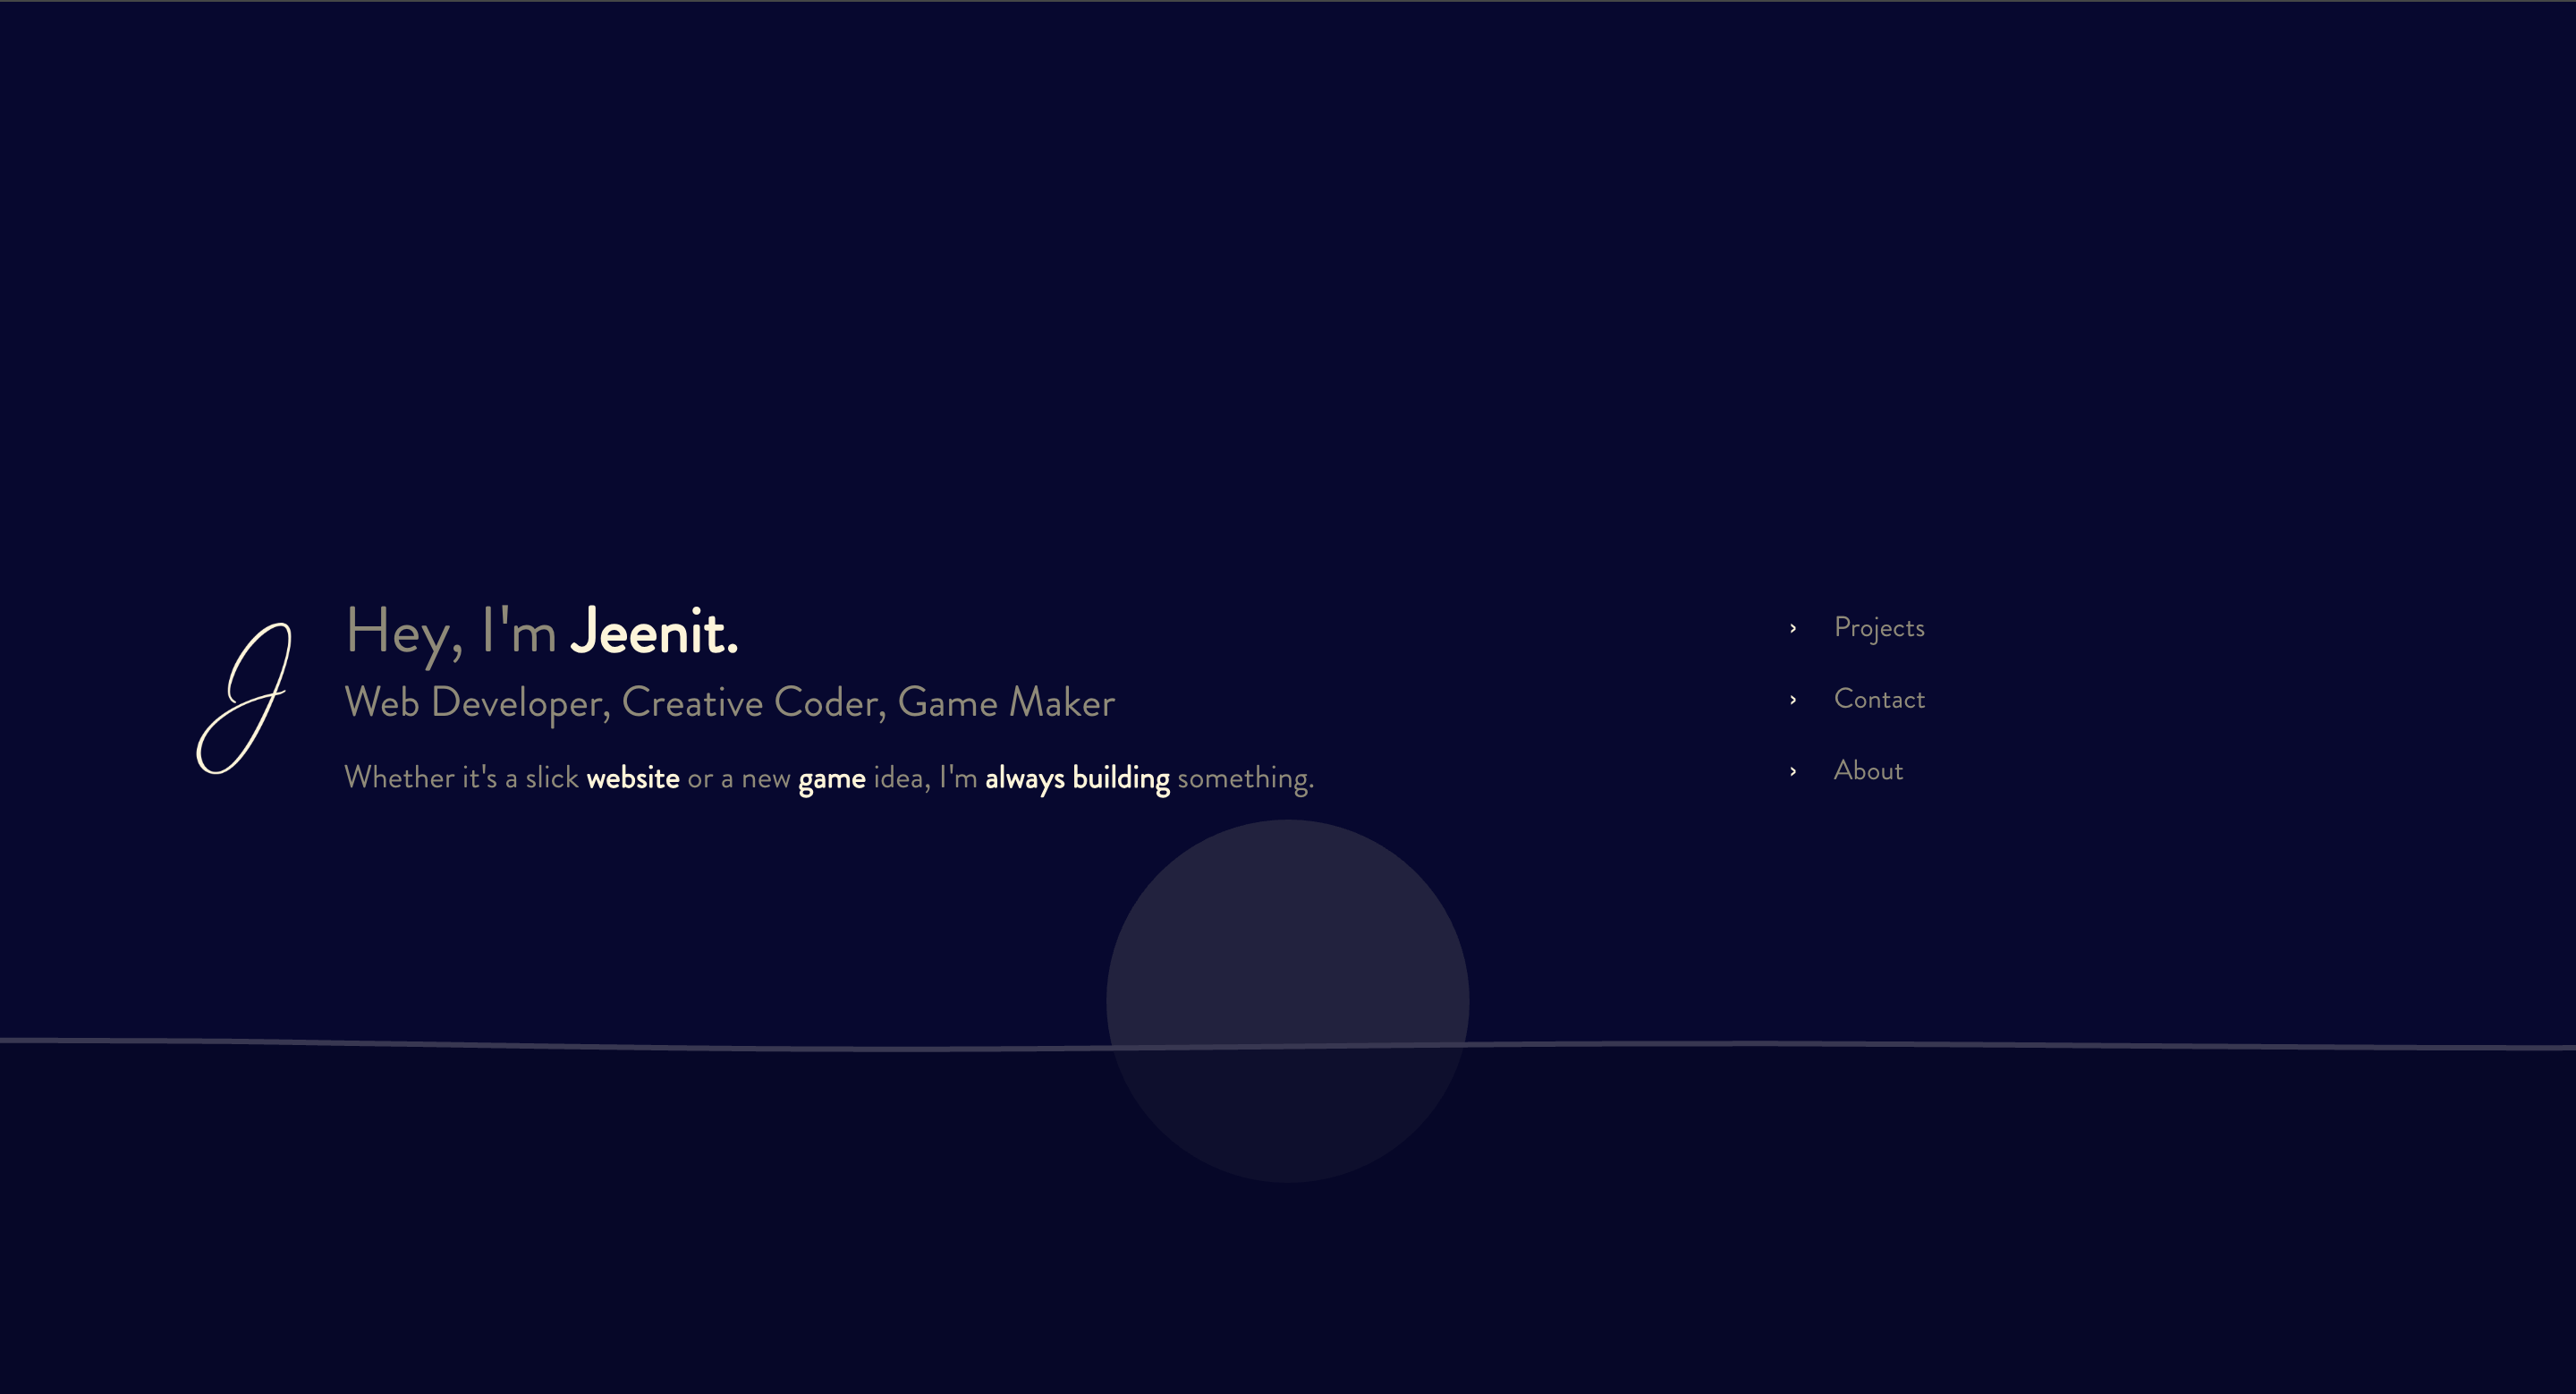 J
Hey, I'm Jeenit.
Web Developer, Creative Coder, Game Maker
Whether it's a slick website or a new game idea, I'm always building something.
› Projects
› Contact
› About